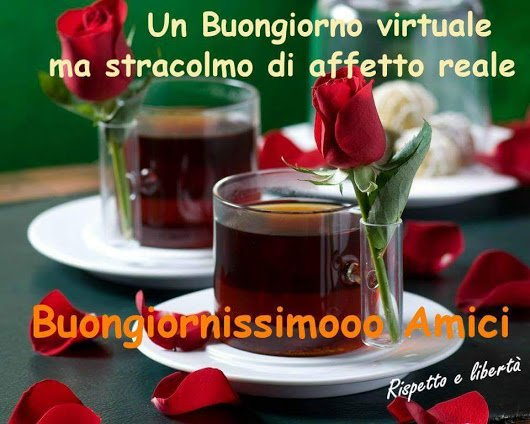 Un Buongiorno virtuale
ma stracolmo di affetto reale
Buongiornissimooo Amici
Rispetto e libertà